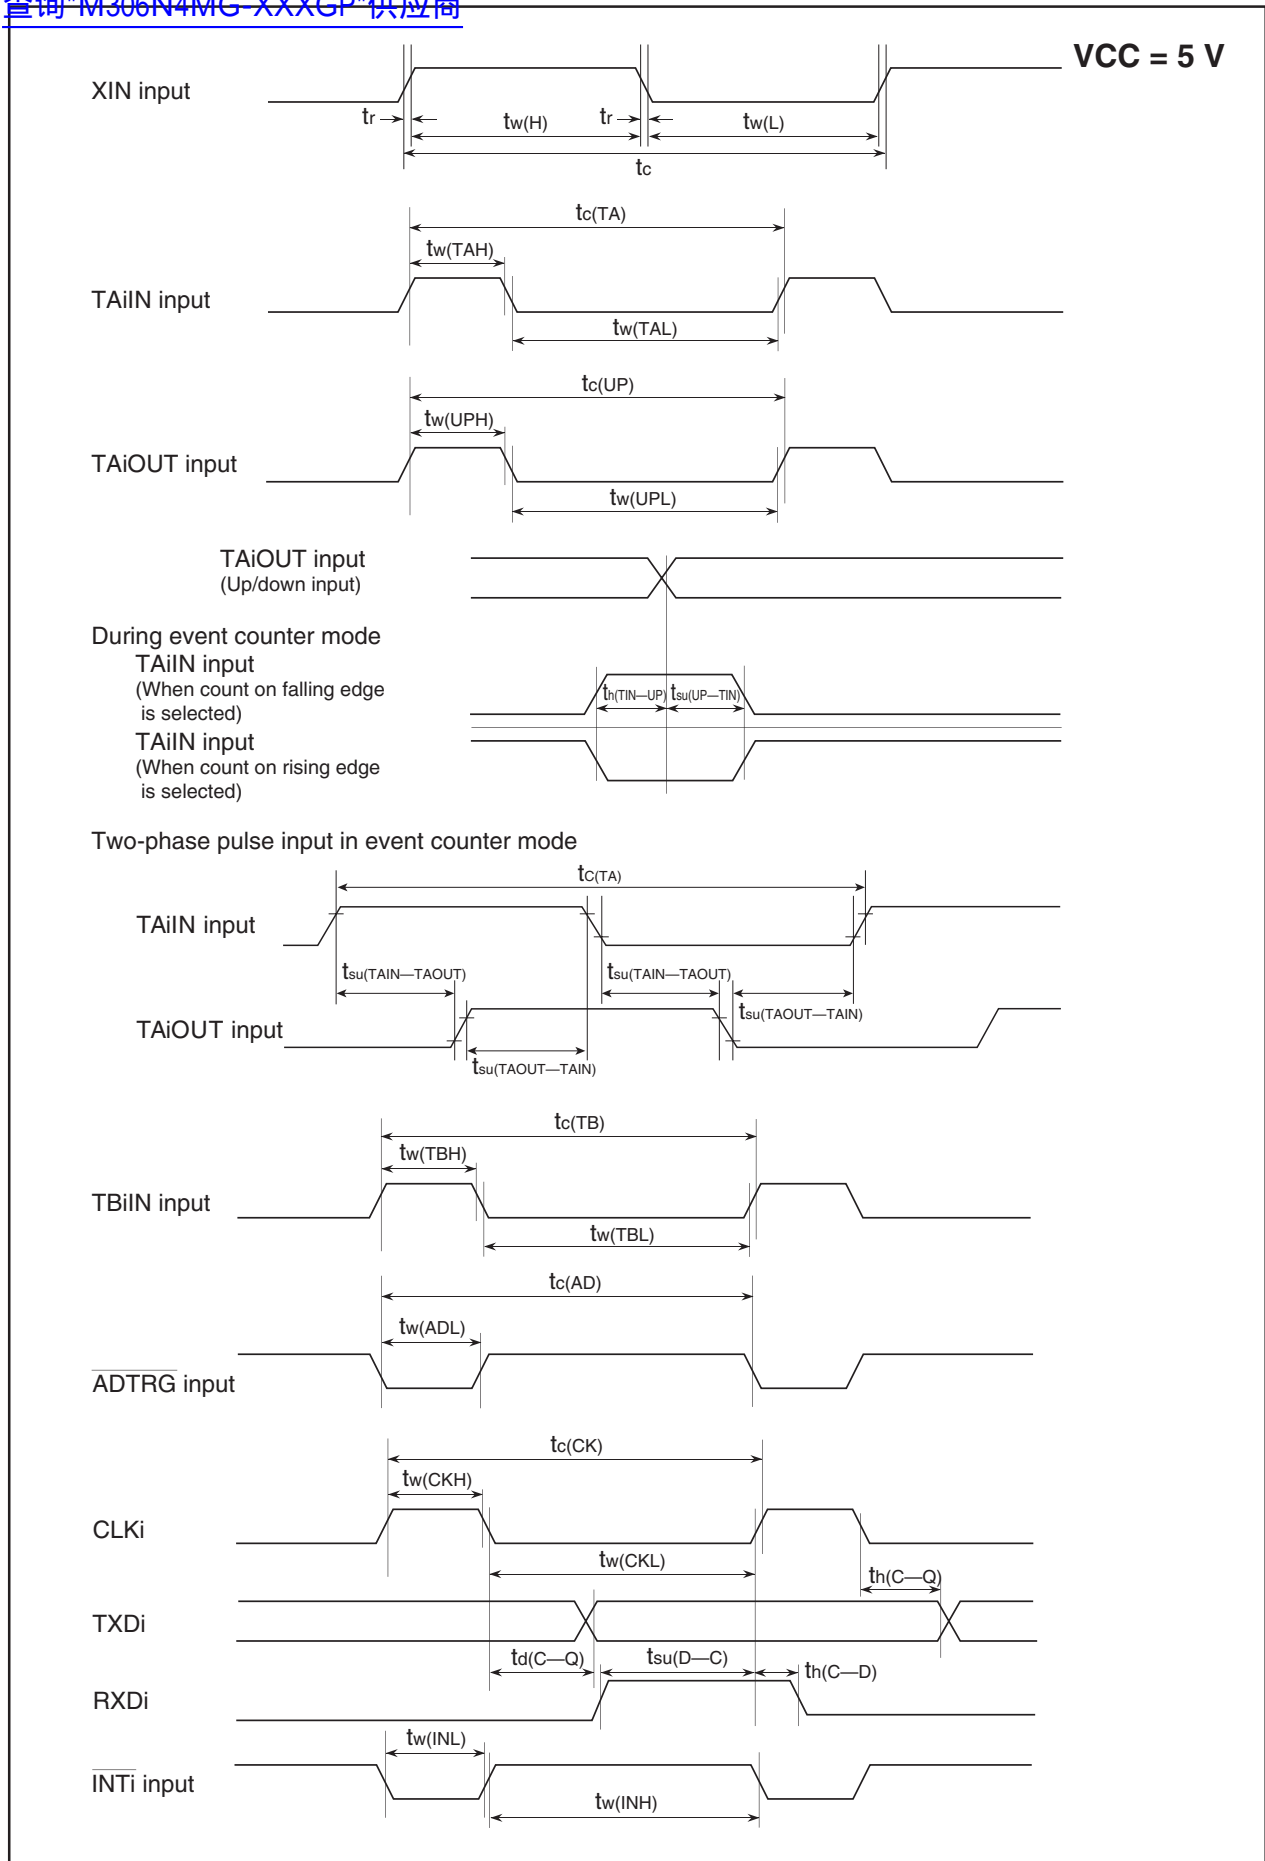 查询"M306N4MG-XXXGP"供应商
VCC = 5 V
XIN input
tr
tw(H)
tr
tw(L)
tc
tc(TA)
tw(TAH)
TAiIN input
tw(TAL)
tc(UP)
tw(UPH)
TAiOUT input
tw(UPL)
TAiOUT input
(Up/down input)
During event counter mode
TAiIN input
(When count on falling edge
is selected)
th(TIN—UP) tsu(UP—TIN)
TAiIN input
(When count on rising edge
is selected)
Two-phase pulse input in event counter mode
tC(TA)
TAiIN input
tsu(TAIN—TAOUT)
tsu(TAIN—TAOUT)
tsu(TAOUT—TAIN)
TAiOUT input
tsu(TAOUT—TAIN)
tc(TB)
tw(TBH)
TBiIN input
tw(TBL)
tc(AD)
tw(ADL)
ADTRG input
tc(CK)
tw(CKH)
CLKi
tw(CKL)
th(C—Q)
TXDi
td(C—Q)
tsu(D—C)
th(C—D)
RXDi
tw(INL)
INTi input
tw(INH)